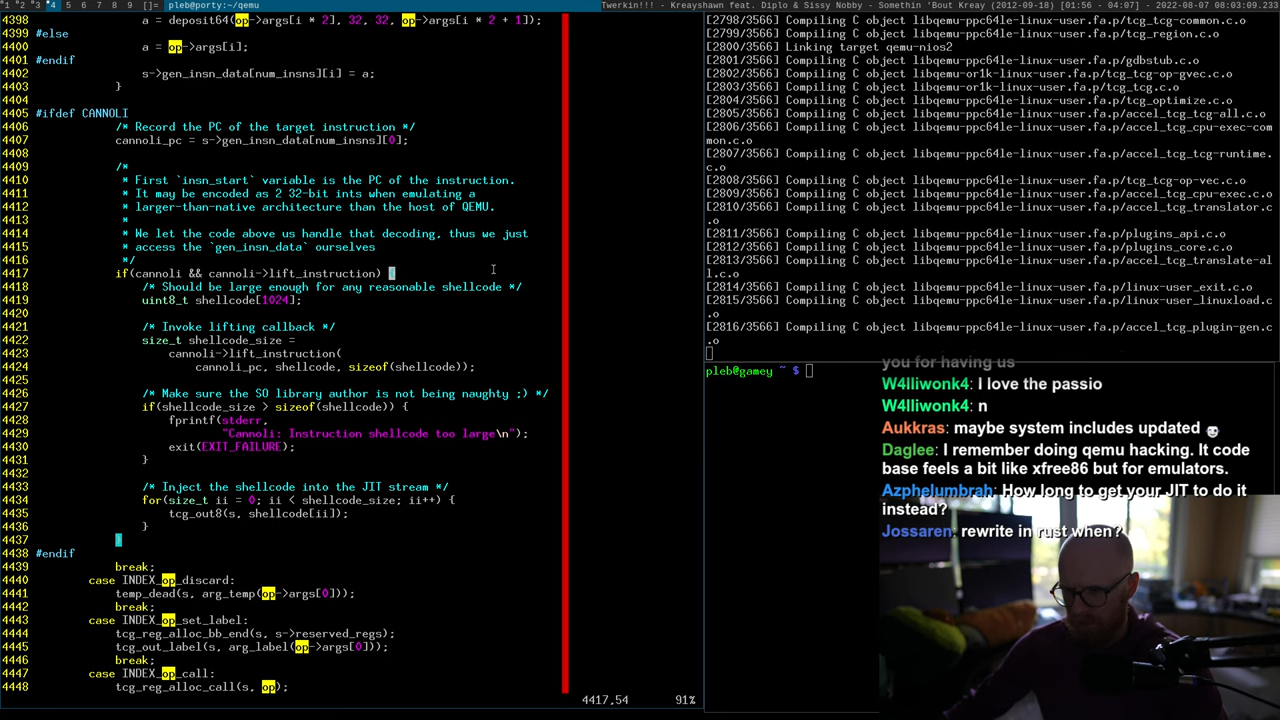 1 2 3 4 5 6 7 8 9 []= pleb@porty:~/qemu
Twerkin!!! - Kreayshawn feat. Diplo & Sissy Nobby - Somethin 'Bout Kreay (2012-09-18) [01:56 - 04:07] - 2022-08-07 08:03:09.233
4398 a = deposit64(op->args[i * 2], 32, 32, op->args[i * 2 + 1]);
4399 #else
4400 a = op->args[i];
4401 #endif
4402 s->gen_insn_data[num_insns][i] = a;
4403 }
4404
4405 #ifdef CANNOLI
4406 /* Record the PC of the target instruction */
4407 cannoli_pc = s->gen_insn_data[num_insns][0];
4408
4409 /*
4410 * First `insn_start` variable is the PC of the instruction.
4411 * It may be encoded as 2 32-bit ints when emulating a
4412 * larger-than-native architecture than the host of QEMU.
4413 *
4414 * We let the code above us handle that decoding, thus we just
4415 * access the `gen_insn_data` ourselves
4416 */
4417 if(cannoli && cannoli->lift_instruction) {
4418 /* Should be large enough for any reasonable shellcode */
4419 uint8_t shellcode[1024];
4420
4421 /* Invoke lifting callback */
4422 size_t shellcode_size =
4423 cannoli->lift_instruction(
4424 cannoli_pc, shellcode, sizeof(shellcode));
4425
4426 /* Make sure the SO library author is not being naughty ;) */
4427 if(shellcode_size > sizeof(shellcode)) {
4428 fprintf(stderr,
4429 "Cannoli: Instruction shellcode too large\n");
4430 exit(EXIT_FAILURE);
4431 }
4432
4433 /* Inject the shellcode into the JIT stream */
4434 for(size_t ii = 0; ii < shellcode_size; ii++) {
4435 tcg_out8(s, shellcode[ii]);
4436 }
4437 }
4438 #endif
4439 break;
4440 case INDEX_op_discard:
4441 temp_dead(s, arg_temp(op->args[0]));
4442 break;
4443 case INDEX_op_set_label:
4444 tcg_reg_alloc_bb_end(s, s->reserved_regs);
4445 tcg_out_label(s, arg_label(op->args[0]));
4446 break;
4447 case INDEX_op_call:
4448 tcg_reg_alloc_call(s, op);
4417,54 91%
[2798/3566] Compiling C object libqemu-or1k-linux-user.fa.p/tcg_tcg-common.c.o
[2799/3566] Compiling C object libqemu-or1k-linux-user.fa.p/tcg_region.c.o
[2800/3566] Linking target qemu-nios2
[2801/3566] Compiling C object libqemu-ppc64le-linux-user.fa.p/gdbstub.c.o
[2802/3566] Compiling C object libqemu-or1k-linux-user.fa.p/tcg_tcg-op-gvec.c.o
[2803/3566] Compiling C object libqemu-or1k-linux-user.fa.p/tcg_tcg.c.o
[2804/3566] Compiling C object libqemu-ppc64le-linux-user.fa.p/tcg_optimize.c.o
[2805/3566] Compiling C object libqemu-ppc64le-linux-user.fa.p/accel_tcg_tcg-all.c.o
[2806/3566] Compiling C object libqemu-ppc64le-linux-user.fa.p/accel_tcg_cpu-exec-com
mon.c.o
[2807/3566] Compiling C object libqemu-ppc64le-linux-user.fa.p/accel_tcg_tcg-runtime.
c.o
[2808/3566] Compiling C object libqemu-ppc64le-linux-user.fa.p/tcg_tcg-op-vec.c.o
[2809/3566] Compiling C object libqemu-ppc64le-linux-user.fa.p/accel_tcg_cpu-exec.c.o
[2810/3566] Compiling C object libqemu-ppc64le-linux-user.fa.p/accel_tcg_translator.c
.o
[2811/3566] Compiling C object libqemu-ppc64le-linux-user.fa.p/plugins_api.c.o
[2812/3566] Compiling C object libqemu-ppc64le-linux-user.fa.p/plugins_core.c.o
[2813/3566] Compiling C object libqemu-ppc64le-linux-user.fa.p/accel_tcg_translate-al
l.c.o
[2814/3566] Compiling C object libqemu-ppc64le-linux-user.fa.p/linux-user_exit.c.o
[2815/3566] Compiling C object libqemu-ppc64le-linux-user.fa.p/linux-user_linuxload.c
.o
[2816/3566] Compiling C object libqemu-ppc64le-linux-user.fa.p/accel_tcg_plugin-gen.c
.o
pleb@gamey ~ $
you for having us
W4lliwonk4: I love the passio
W4lliwonk4: n
Aukkras: maybe system includes updated
Daglee: I remember doing qemu hacking. It code
base feels a bit like xfree86 but for emulators.
Azphelumbrah: How long to get your JIT to do it
instead?
Jossaren: rewrite in rust when?